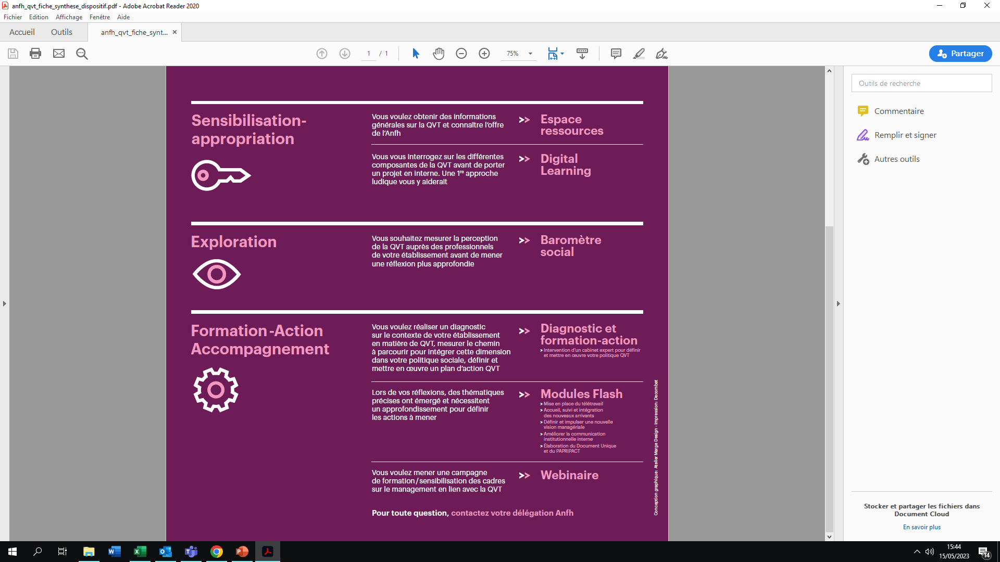 anfh_qvt_fiche_synthese_dispositif.pdf - Adobe Acrobat Reader 2020
Fichier Edition Affichage Fenêtre Aide
Accueil Outils anfh_qvt_fiche_synt... ×
1 / 1 75% Partager
Outils de recherche
Commentaire
Remplir et signer
Autres outils
Stocker et partager les fichiers dans
Document Cloud
En savoir plus
Sensibilisation-
appropriation
Vous voulez obtenir des informations
générales sur la QVT et connaître l'offre
de l'Anfh
>> Espace
ressources
Vous vous interrogez sur les différentes
composantes de la QVT avant de porter
un projet en interne. Une 1re approche
ludique vous y aiderait
>> Digital
Learning
Exploration
Vous souhaitez mesurer la perception
de la QVT auprès des professionnels
de votre établissement avant de mener
une réflexion plus approfondie
>> Baromètre
social
Formation-Action
Accompagnement
Vous voulez réaliser un diagnostic
sur le contexte de votre établissement
en matière de QVT, mesurer le chemin
à parcourir pour intégrer cette dimension
dans votre politique sociale, définir et
mettre en œuvre un plan d'action QVT
>> Diagnostic et
formation-action
> Intervention d'un cabinet expert pour définir
et mettre en œuvre votre politique QVT
Lors de vos réflexions, des thématiques
précises ont émergé et nécessitent
un approfondissement pour définir
les actions à mener
>> Modules Flash
> Mise en place du télétravail
> Accueil, suivi et intégration
des nouveaux arrivants
> Définir et impulser une nouvelle
vision managériale
> Améliorer la communication
institutionnelle interne
> Élaboration du Document Unique
et du PAPRIPACT
Vous voulez mener une campagne
de formation/sensibilisation des cadres
sur le management en lien avec la QVT
>> Webinaire
Pour toute question, contactez votre délégation Anfh
Conception graphique: Atelier Marge Design - Impression: Decombat
15:44
15/05/2023
14